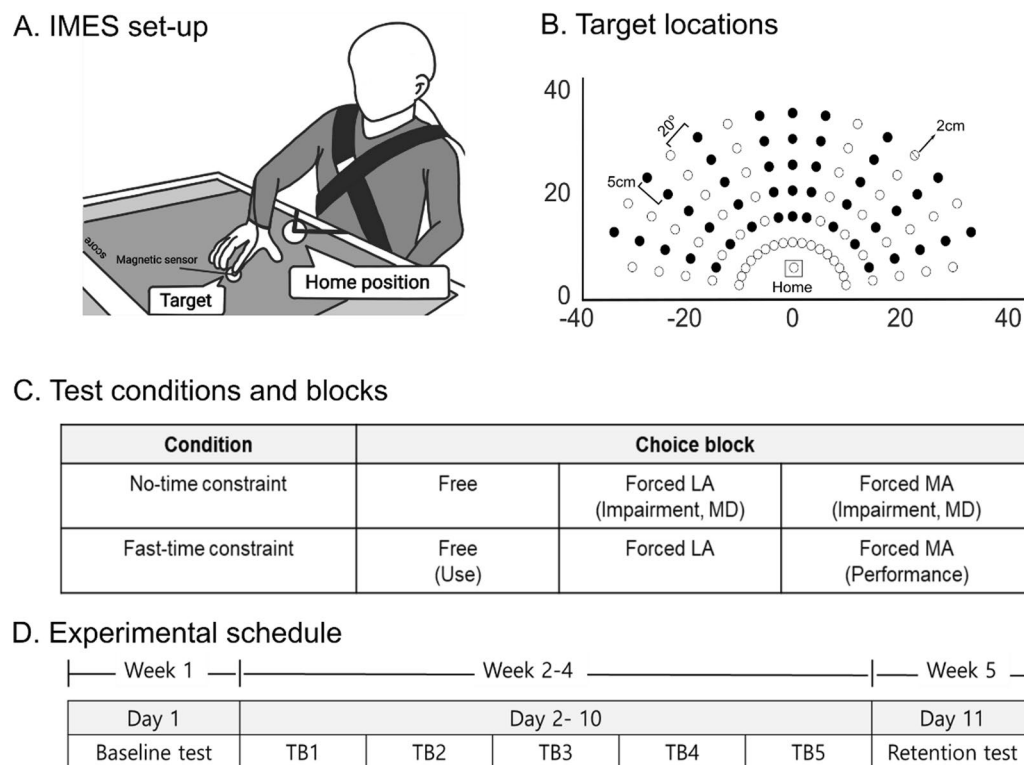 A. IMES set-up
score
Magnetic sensor
Target
Home position
B. Target locations
40
20
0
-40
-20
0
20
40
20°
5cm
2cm
Home
C. Test conditions and blocks
Condition
Choice block
No-time constraint
Free
Forced LA
(Impairment, MD)
Forced MA
(Impairment, MD)
Fast-time constraint
Free
(Use)
Forced LA
Forced MA
(Performance)
D. Experimental schedule
Week 1
Week 2-4
Week 5
Day 1
Day 2- 10
Day 11
Baseline test
TB1
TB2
TB3
TB4
TB5
Retention test